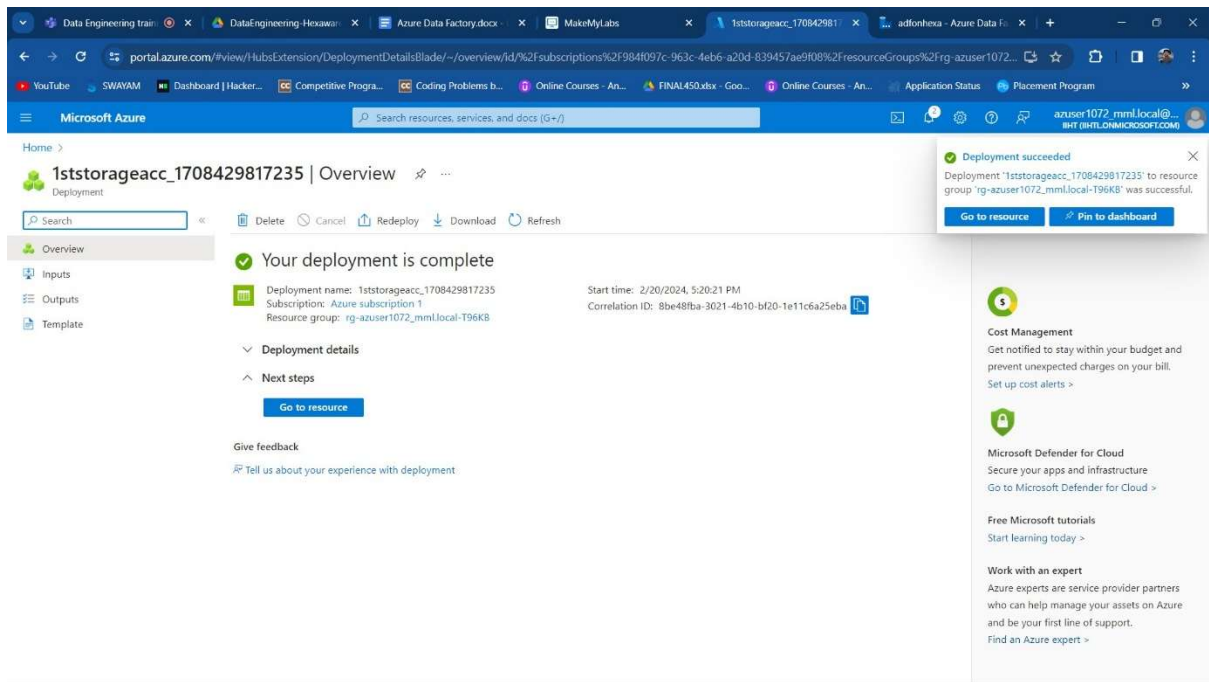 Data Engineering traini
DataEngineering-Hexaware
Azure Data Factory.docx -
MakeMyLabs
1ststorageacc_170842981
adfonhexa - Azure Data Fa
portal.azure.com/#view/HubsExtension/DeploymentDetailsBlade/~/overview/id/%2Fsubscriptions%2F984f097c-963c-4eb6-a20d-839457ae9f08%2FresourceGroups%2Frg-azuser1072...
YouTube
SWAYAM
Dashboard | Hacker...
Competitive Progra...
Coding Problems b...
Online Courses - An...
FINAL450.xlsx - Goo...
Online Courses - An...
Application Status
Placement Program
»
Microsoft Azure
Search resources, services, and docs (G+/)
azuser1072_mml.local@...
IIHT (IIHTL.ONMICROSOFT.COM)
Home >
1ststorageacc_1708429817235 | Overview
Deployment
Search
Overview
Inputs
Outputs
Template
Delete
Cancel
Redeploy
Download
Refresh
Your deployment is complete
Deployment name: 1ststorageacc_1708429817235
Subscription: Azure subscription 1
Resource group: rg-azuser1072_mml.local-T96K8
Start time: 2/20/2024, 5:20:21 PM
Correlation ID: 8be48fba-3021-4b10-bf20-1e11c6a25eba
Deployment details
Next steps
Go to resource
Give feedback
Tell us about your experience with deployment
Deployment succeeded
Deployment '1ststorageacc_1708429817235' to resource
group 'rg-azuser1072_mml.local-T96K8' was successful.
Go to resource
Pin to dashboard
Cost Management
Get notified to stay within your budget and
prevent unexpected charges on your bill.
Set up cost alerts >
Microsoft Defender for Cloud
Secure your apps and infrastructure
Go to Microsoft Defender for Cloud >
Free Microsoft tutorials
Start learning today >
Work with an expert
Azure experts are service provider partners
who can help manage your assets on Azure
and be your first line of support.
Find an Azure expert >